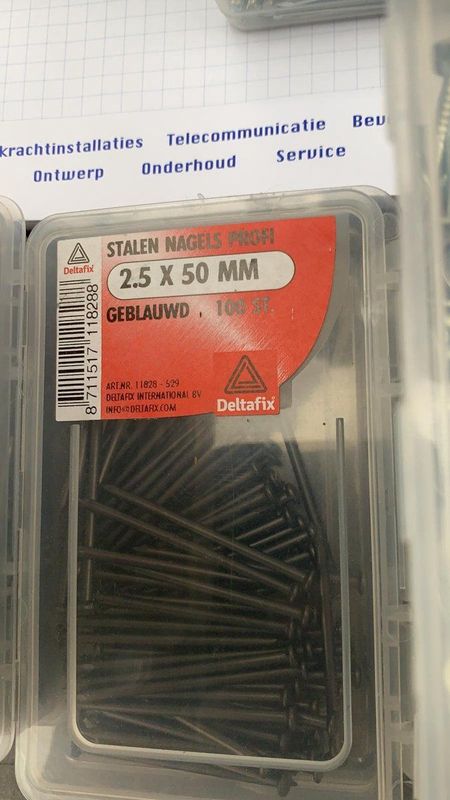 krachtinstallaties Telecommunicatie
Ontwerp Onderhoud Service
STALEN NAGELS PROFI
Deltafix
2.5 X 50 MM
GEBLAUWD , 100 ST.
8 711517 118288
ART.NR. 11828 - 529
DELTAFIX INTERNATIONAL BV
INFO@DELTAFIX.COM
Deltafix